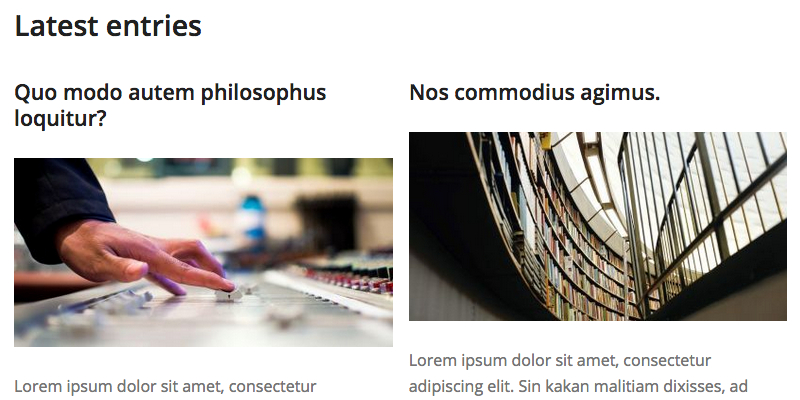 Latest entries
Quo modo autem philosophus
loquitur?
Lorem ipsum dolor sit amet, consectetur
Nos commodius agimus.
Lorem ipsum dolor sit amet, consectetur
adipiscing elit. Sin kakan malitiam dixisses, ad